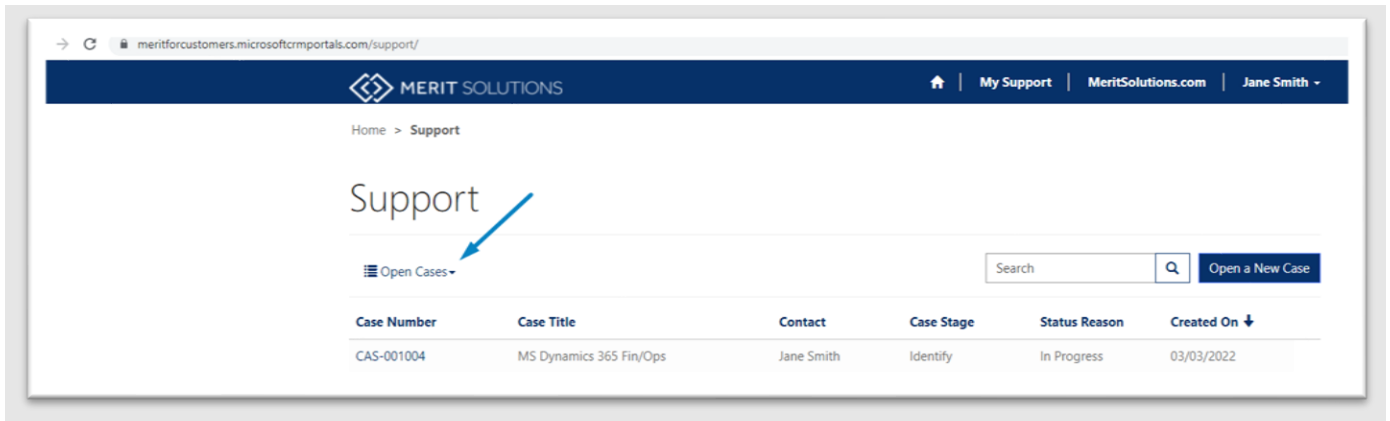 meritforcustomers.microsoftcrmportals.com/support/
MERIT SOLUTIONS
My Support
MeritSolutions.com
Jane Smith
Home > Support
Support
Open Cases
Search
Open a New Case
Case Number Case Title Contact Case Stage Status Reason Created On
CAS-001004 MS Dynamics 365 Fin/Ops Jane Smith Identify In Progress 03/03/2022